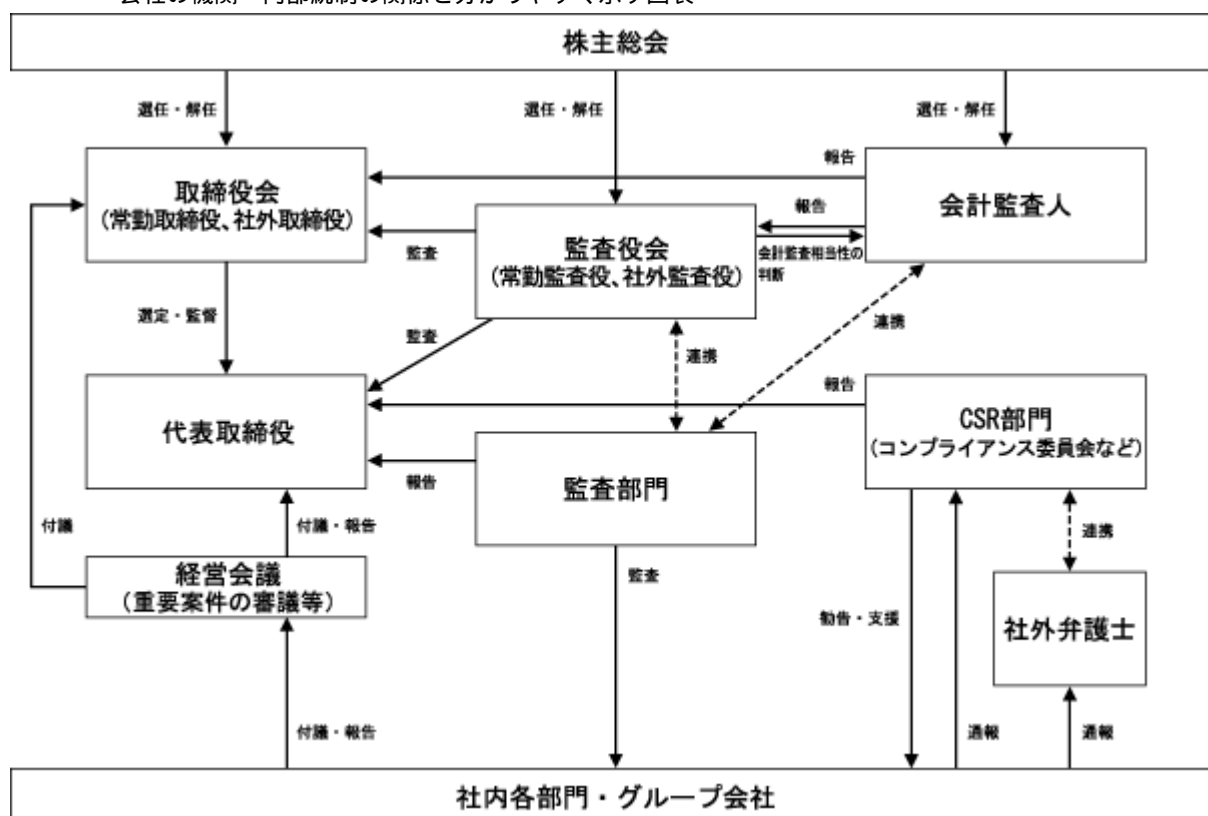 株主総会
選任・解任
選任・解任
選任・解任
取締役会
(常勤取締役、社外取締役)
報告
会計監査人
監査
監査役会
(常勤監査役、社外監査役)
報告
会計監査相当性の
判断
選定・監督
監査
連携
連携
代表取締役
報告
CSR部門
(コンプライアンス委員会など)
報告
監査部門
付議
付議・報告
連携
経営会議
(重要案件の審議等)
監査
勧告・支援
社外弁護士
付議・報告
通報
通報
社内各部門・グループ会社